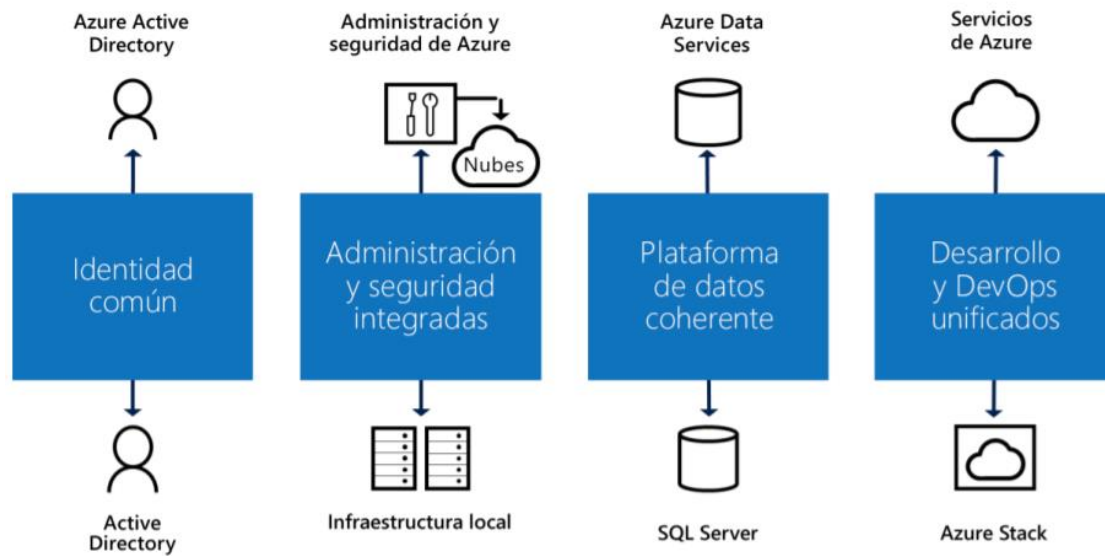 Azure Active
Directory
Administración y
seguridad de Azure
Azure Data
Services
Servicios
de Azure
Nubes
Identidad
común
Administración
y seguridad
integradas
Plataforma
de datos
coherente
Desarrollo
y DevOps
unificados
Active
Directory
Infraestructura local
SQL Server
Azure Stack